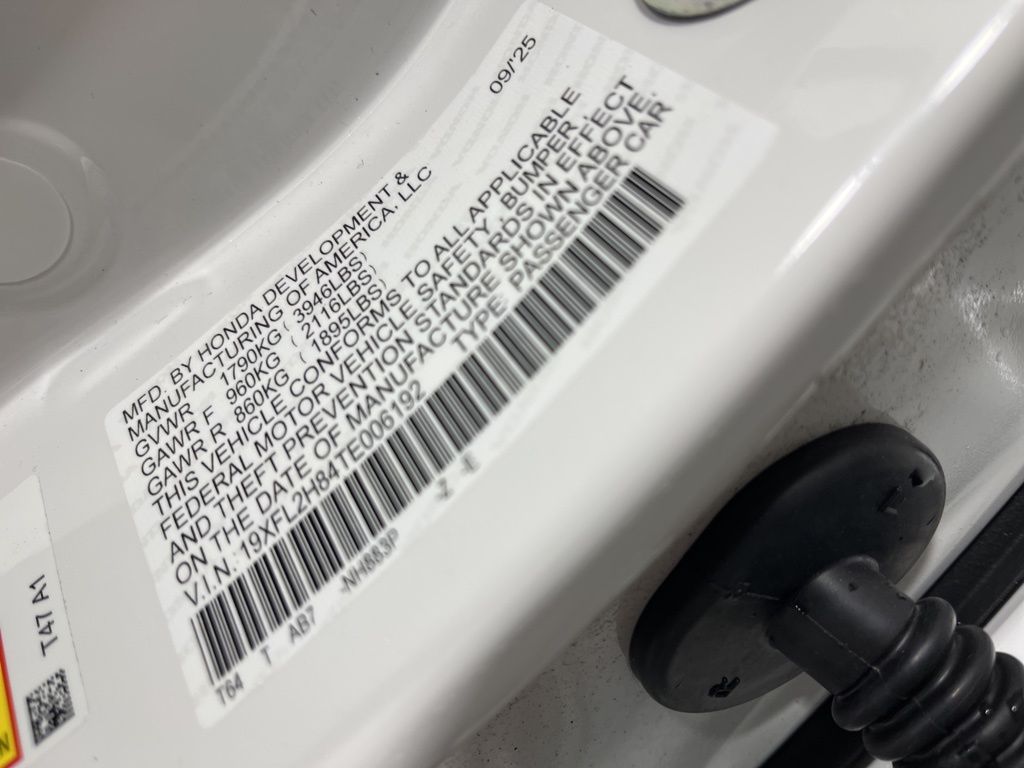 09/'25
MFD. BY HONDA DEVELOPMENT &
MANUFACTURING OF AMERICA, LLC
GVWR 1790KG ( 3946LBS)
GAWR F 960KG ( 2116LBS)
GAWR R 860KG ( 1895LBS)
THIS VEHICLE CONFORMS TO ALL APPLICABLE
FEDERAL MOTOR VEHICLE SAFETY, BUMPER,
AND THEFT PREVENTION STANDARDS IN EFFECT
ON THE DATE OF MANUFACTURE SHOWN ABOVE.
V.I.N.: 19XFL2H84TE006192 TYPE: PASSENGER CAR
T64 T AB7 NH883P -Z -E
T47 A1
N